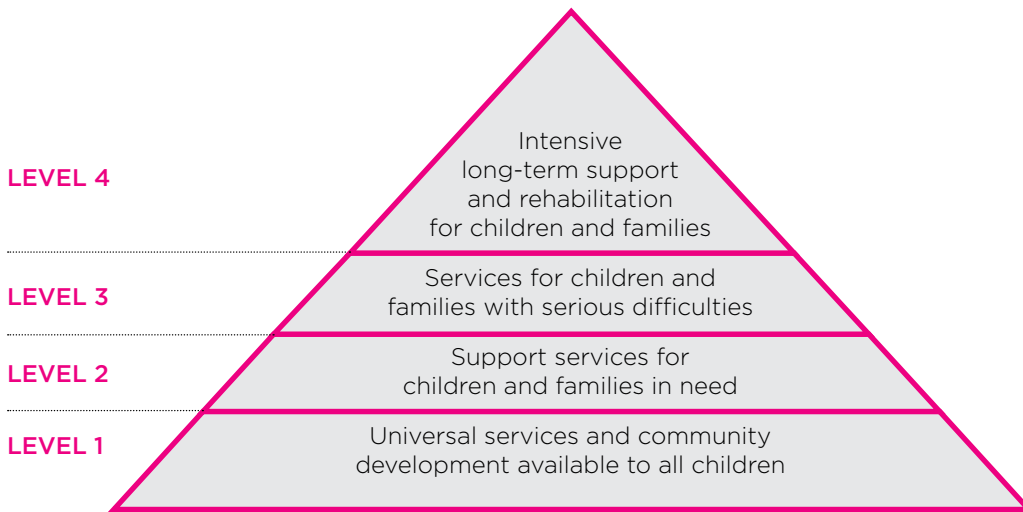 LEVEL 4
Intensive
long-term support
and rehabilitation
for children and families
LEVEL 3
Services for children and
families with serious difficulties
LEVEL 2
Support services for
children and families in need
LEVEL 1
Universal services and community
development available to all children